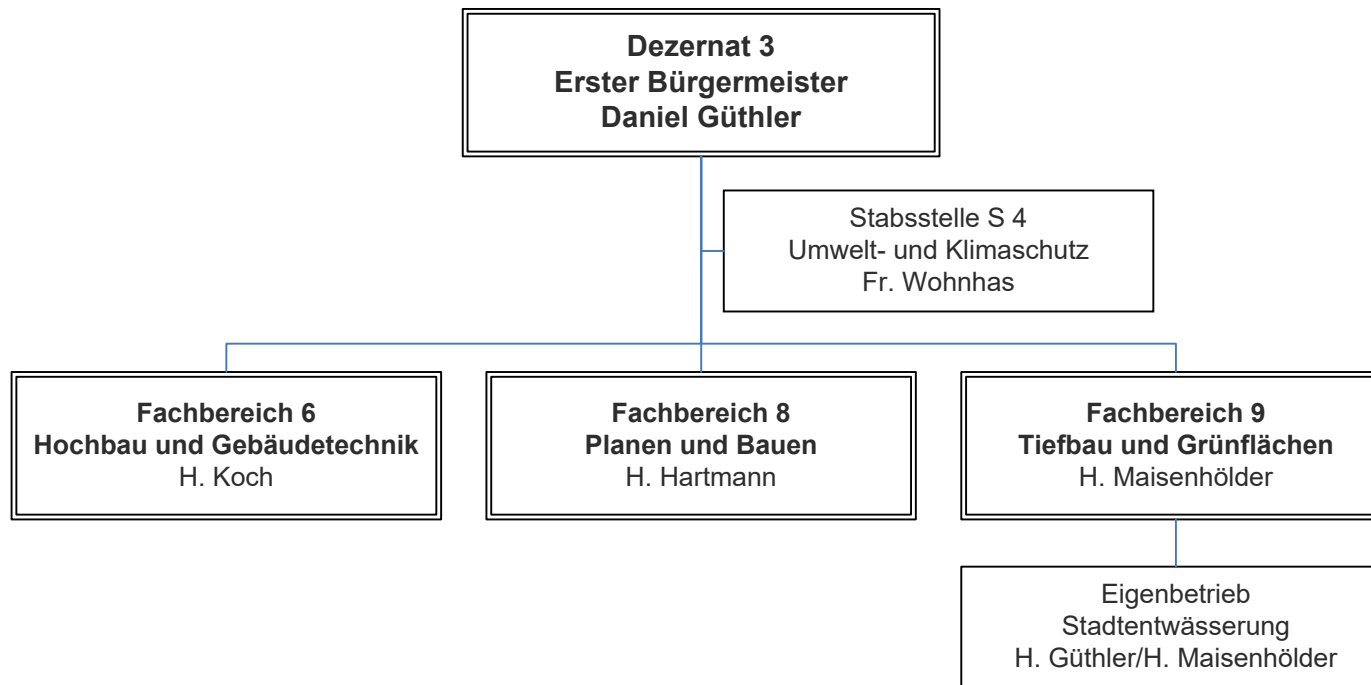 Dezernat 3
Erster Bürgermeister
Daniel Güthler
Stabsstelle S 4
Umwelt- und Klimaschutz
Fr. Wohnhas
Fachbereich 6
Hochbau und Gebäudetechnik
H. Koch
Fachbereich 8
Planen und Bauen
H. Hartmann
Fachbereich 9
Tiefbau und Grünflächen
H. Maisenhölder
Eigenbetrieb
Stadtentwässerung
H. Güthler/H. Maisenhölder